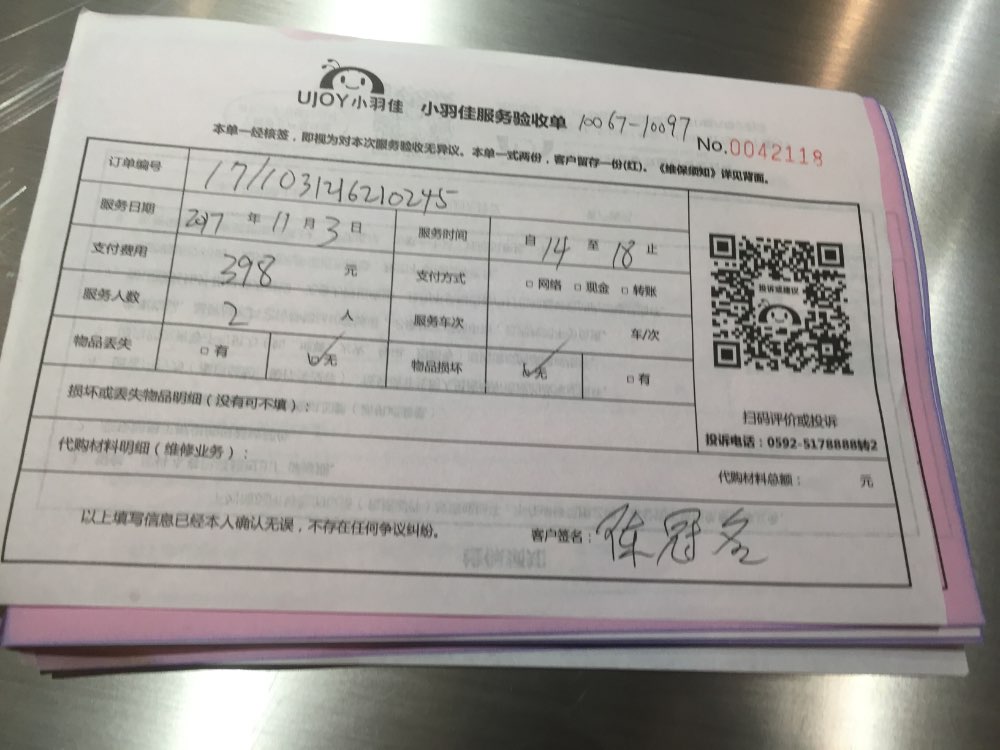 UJOY小羽佳 小羽佳服务验收单 10067-10097
No.0042118
本单一经核签，即视为对本次服务验收无异议。本单一式两份，客户留存一份(红)。《维保须知》详见背面。
订单编号 171031216210245
服务日期 2017 年 11 月 3 日 服务时间 自 14 至 18 止
支付费用 398 元 支付方式 □ 网络 □ 现金 □ 转账
服务人数 2 人 服务车次 车/次
物品丢失 □ 有 ☑ 无 物品损坏 ☑ 无 □ 有
投诉或建议
扫码评价或投诉
投诉电话：0592-5178888转2
损坏或丢失物品明细（没有可不填）：
代购材料明细（维修业务）： 代购材料总额： 元
以上填写信息已经本人确认无误，不存在任何争议纠纷。 客户签名：陈冠名